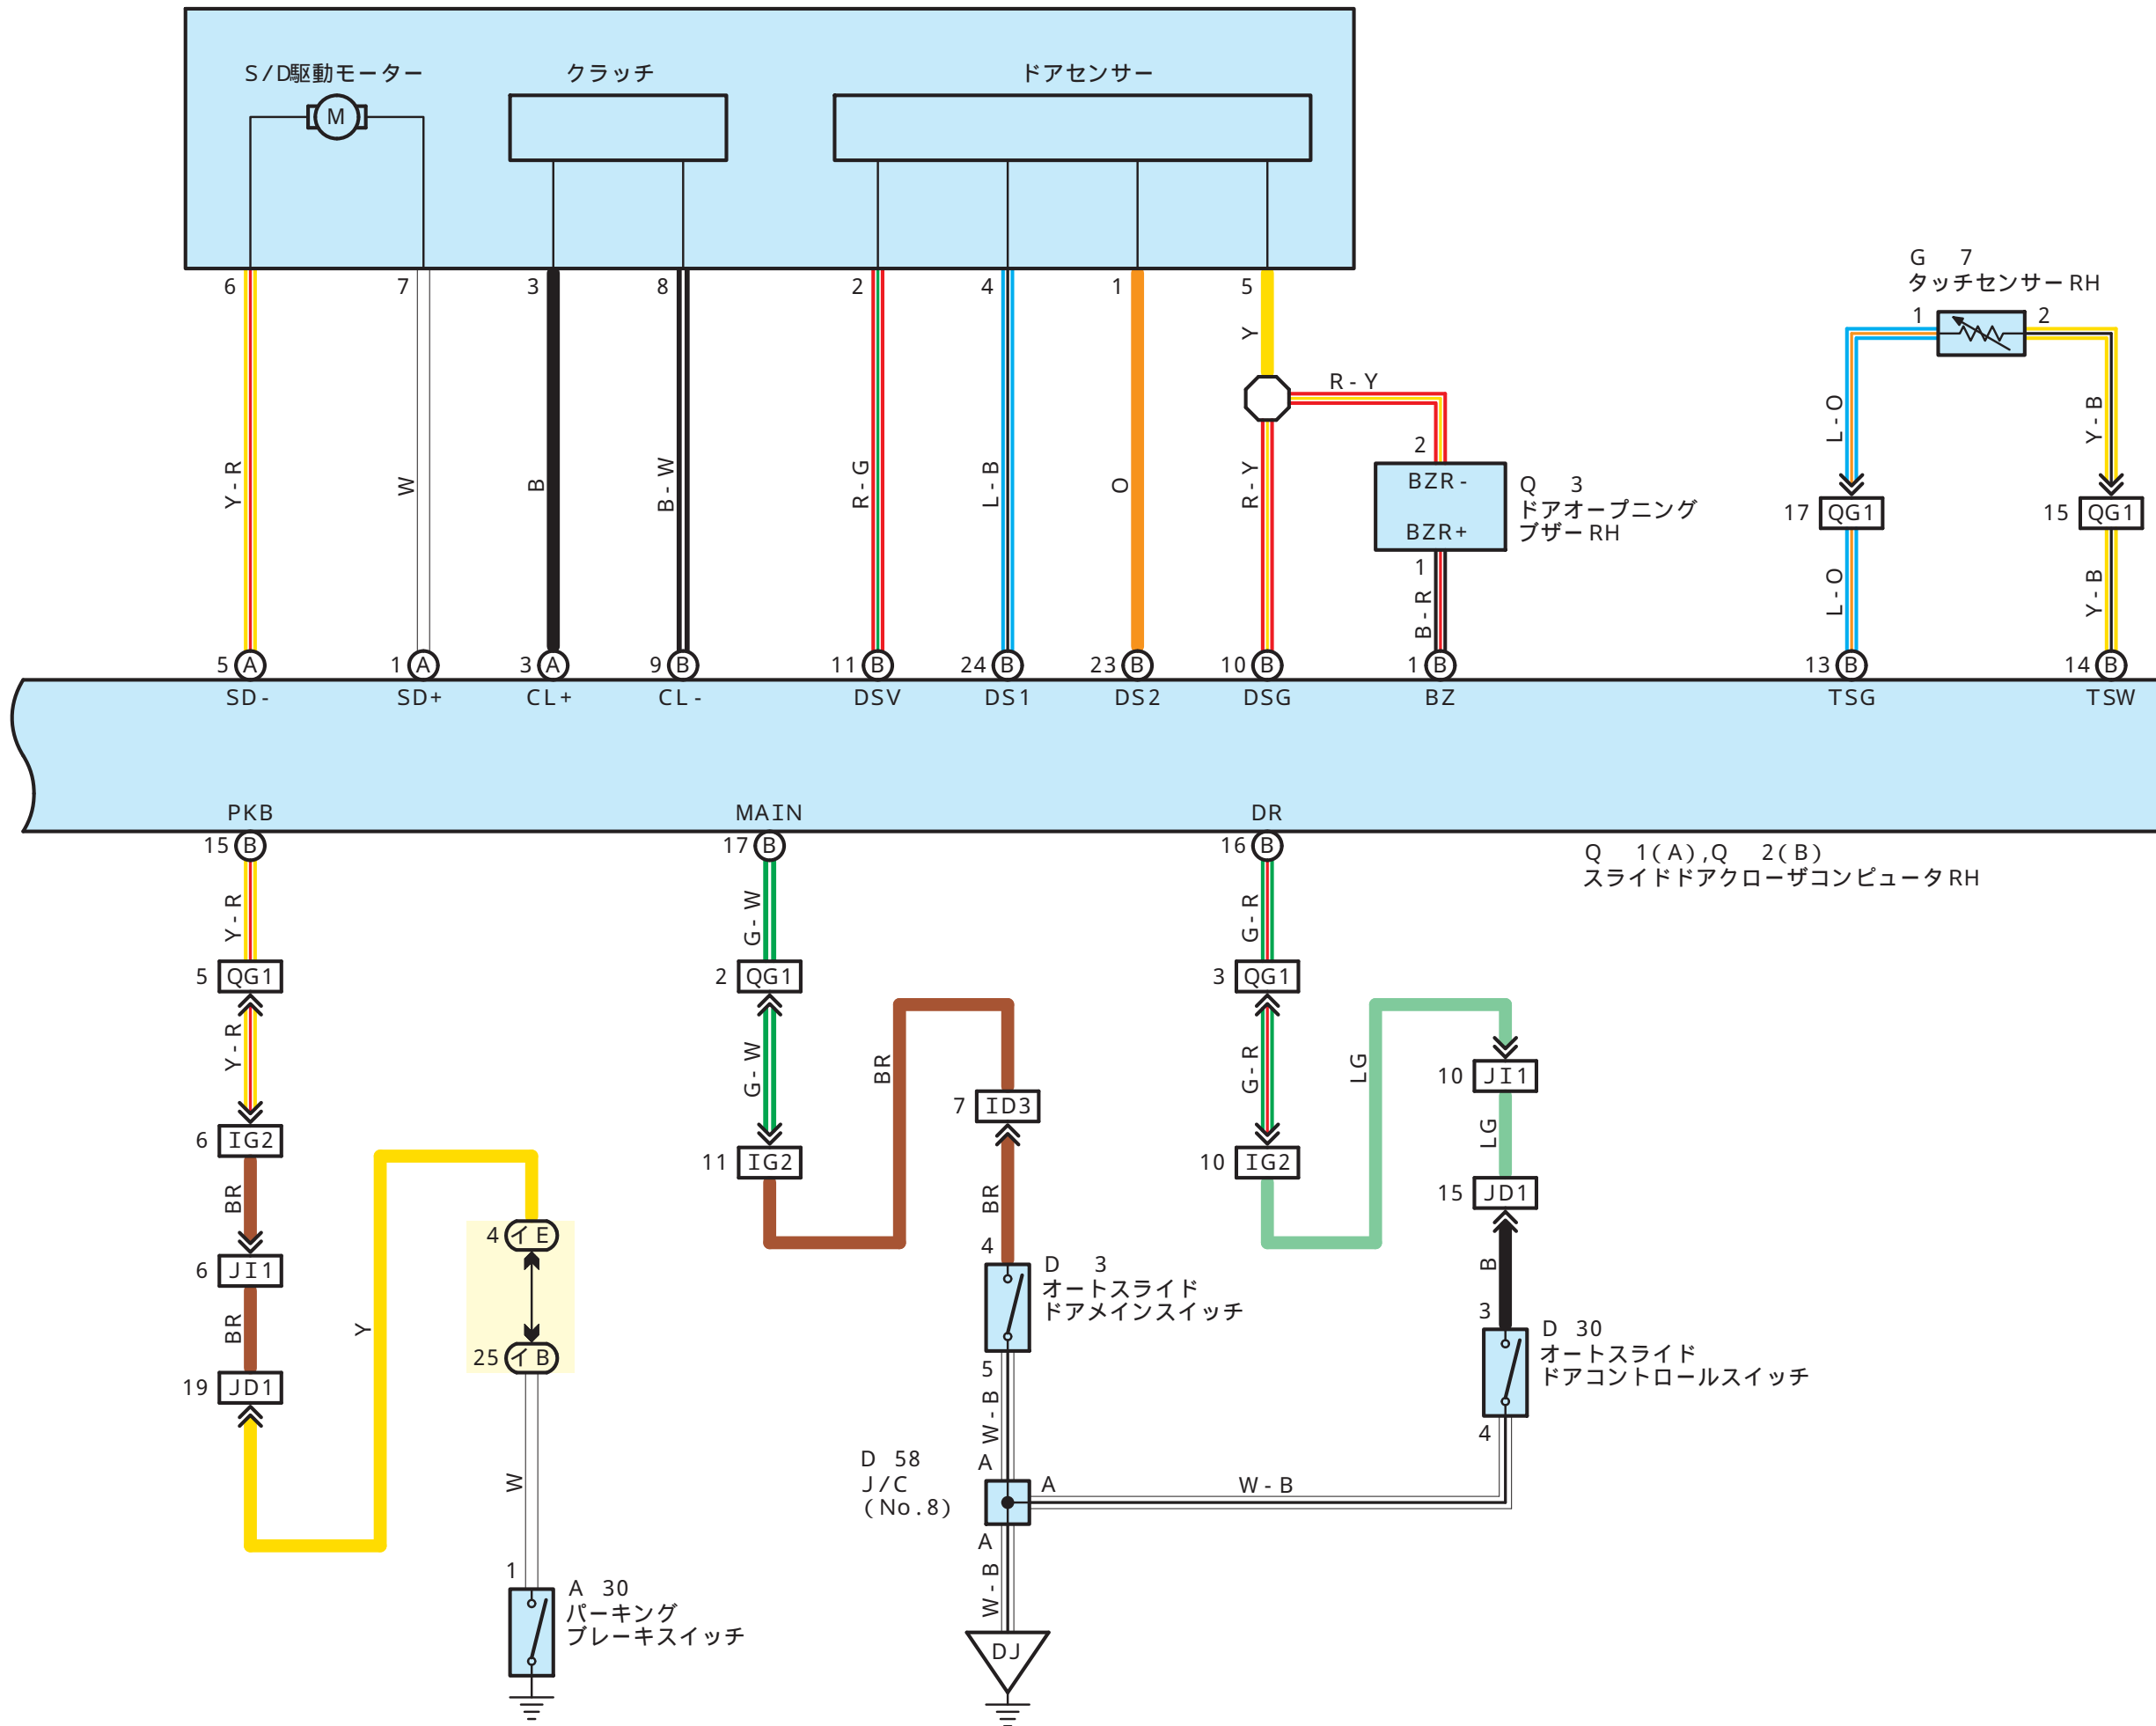 S/D駆動モーター
クラッチ
ドアセンサー
M
6
7
3
8
2
4
1
5
G 7
タッチセンサーRH
1
2
Y
R-Y
Y-R
W
B
B-W
R-G
L-B
O
R-Y
L-O
Y-B
2
BZR-
BZR+
Q 3
ドアオープニング
ブザーRH
17 QG1
15 QG1
1
B-R
L-O
Y-B
5 A
1 A
3 A
9 B
11 B
24 B
23 B
10 B
1 B
13 B
14 B
SD-
SD+
CL+
CL-
DSV
DS1
DS2
DSG
BZ
TSG
TSW
PKB
MAIN
DR
15 B
17 B
16 B
Q 1(A),Q 2(B)
スライドドアクローザコンピュータRH
Y-R
G-W
G-R
5 QG1
2 QG1
3 QG1
Y-R
G-W
BR
G-R
LG
10 JI1
7 ID3
6 IG2
11 IG2
10 IG2
LG
BR
BR
15 JD1
4 イE
4
B
6 JI1
D 3
オートスライド
ドアメインスイッチ
3
BR
Y
25 イB
D 30
オートスライド
ドアコントロールスイッチ
19 JD1
5
W-B
4
D 58
J/C
(No.8)
A
A
W-B
W
A
W-B
1
A 30
パーキング
ブレーキスイッチ
DJ